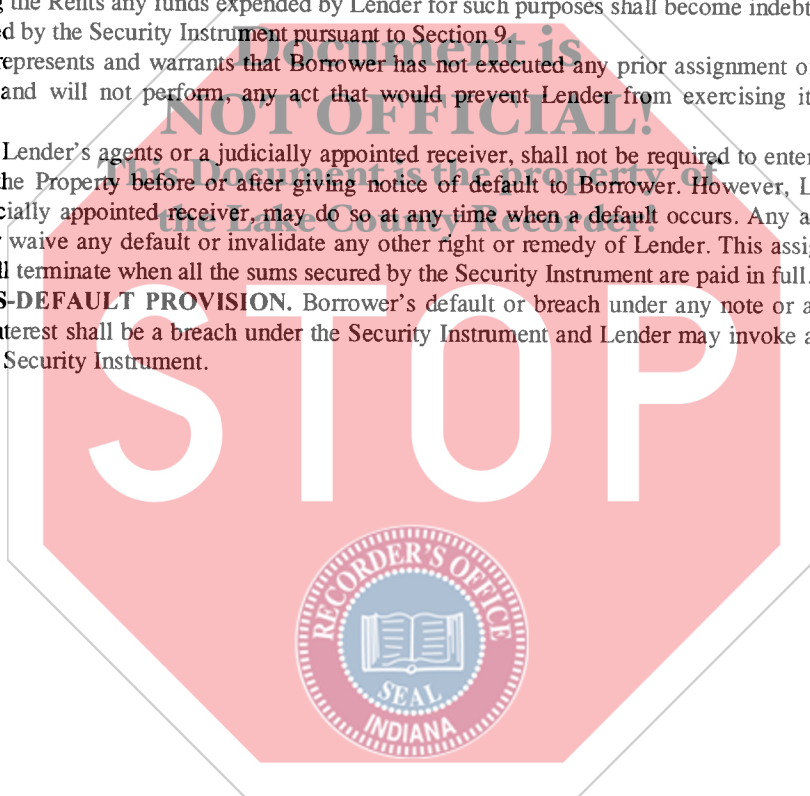 the Rents any funds expended by Lender for such purposes shall become indebt
d by the Security Instrument pursuant to Section 9.
epresents and warrants that Borrower has not executed any prior assignment o
and will not perform, any act that would prevent Lender from exercising it
Lender's agents or a judicially appointed receiver, shall not be required to enter
he Property before or after giving notice of default to Borrower. However, L
cially appointed receiver, may do so at any time when a default occurs. Any a
waive any default or invalidate any other right or remedy of Lender. This assi
ll terminate when all the sums secured by the Security Instrument are paid in full.
S-DEFAULT PROVISION. Borrower's default or breach under any note or a
terest shall be a breach under the Security Instrument and Lender may invoke a
Security Instrument.
Document is
NOT OFFICIAL!
This Document is the property of
the Lake County Recorder!
STOP
RECORDER'S OFFICE
SEAL
INDIANA